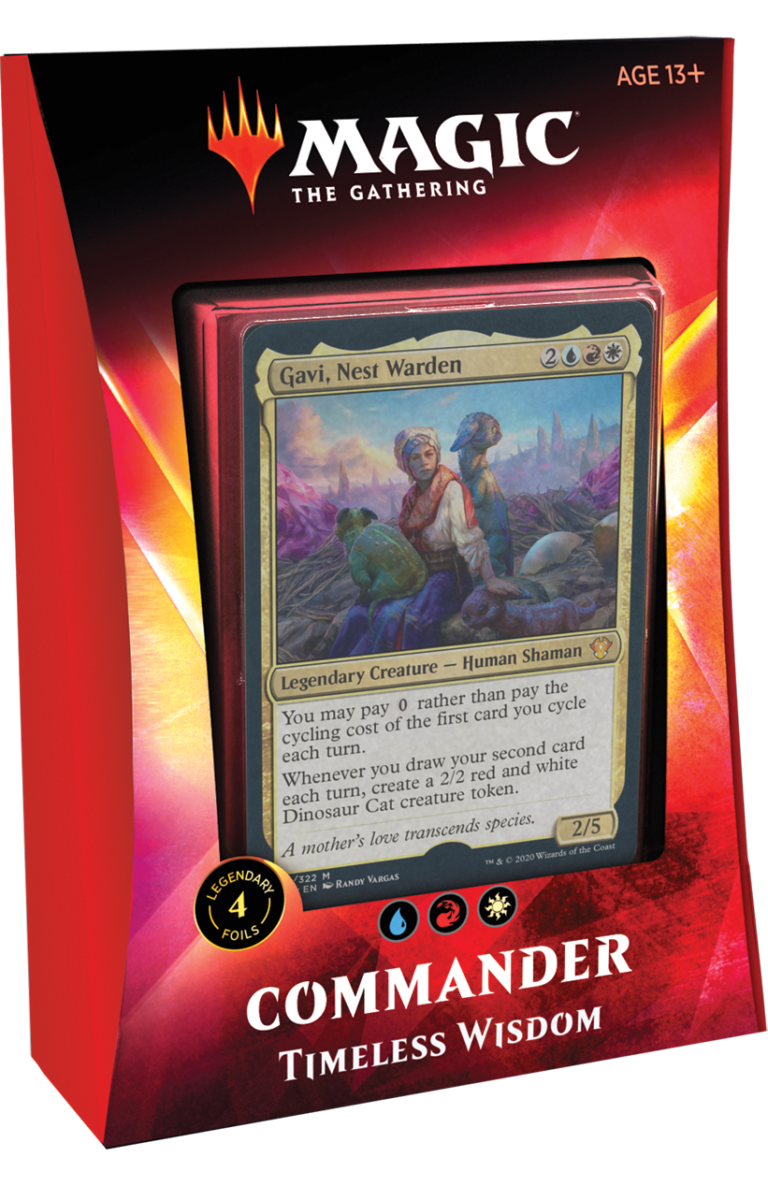 AGE 13+
MAGIC
THE GATHERING
Gavi, Nest Warden
2
Legendary Creature — Human Shaman
You may pay 0 rather than pay the
cycling cost of the first card you cycle
each turn.
Whenever you draw your second card
each turn, create a 2/2 red and white
Dinosaur Cat creature token.
A mother's love transcends species.
2/5
/322 M
EN RANDY VARGAS
™ & © 2020 Wizards of the Coast
LEGENDARY
4
FOILS
COMMANDER
TIMELESS WISDOM